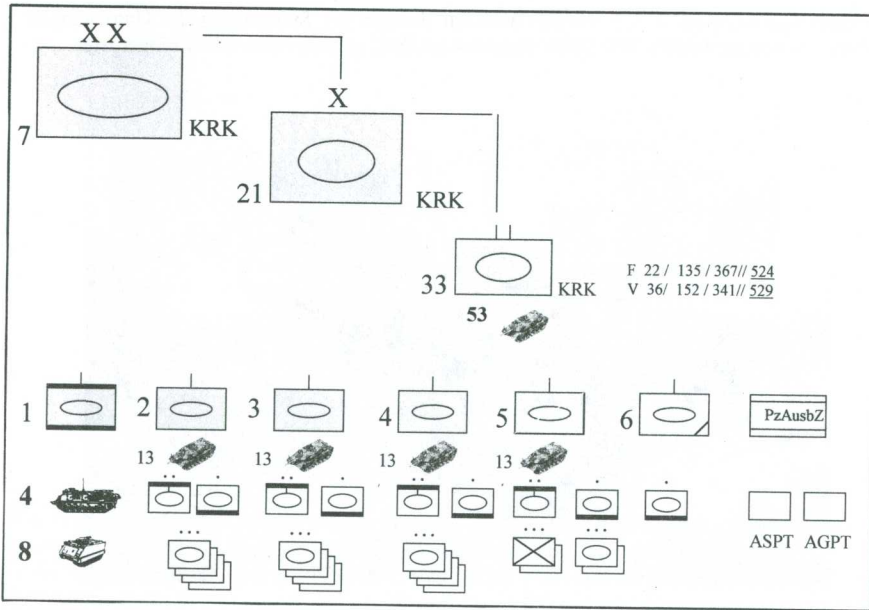 X X
7 KRK
X
21 KRK
33 KRK
F 22 / 135 / 367// 524
V 36/ 152 / 341// 529
53
1 2 3 4 5 6 PzAusbZ
13 13 13 13
4
8
ASPT AGPT